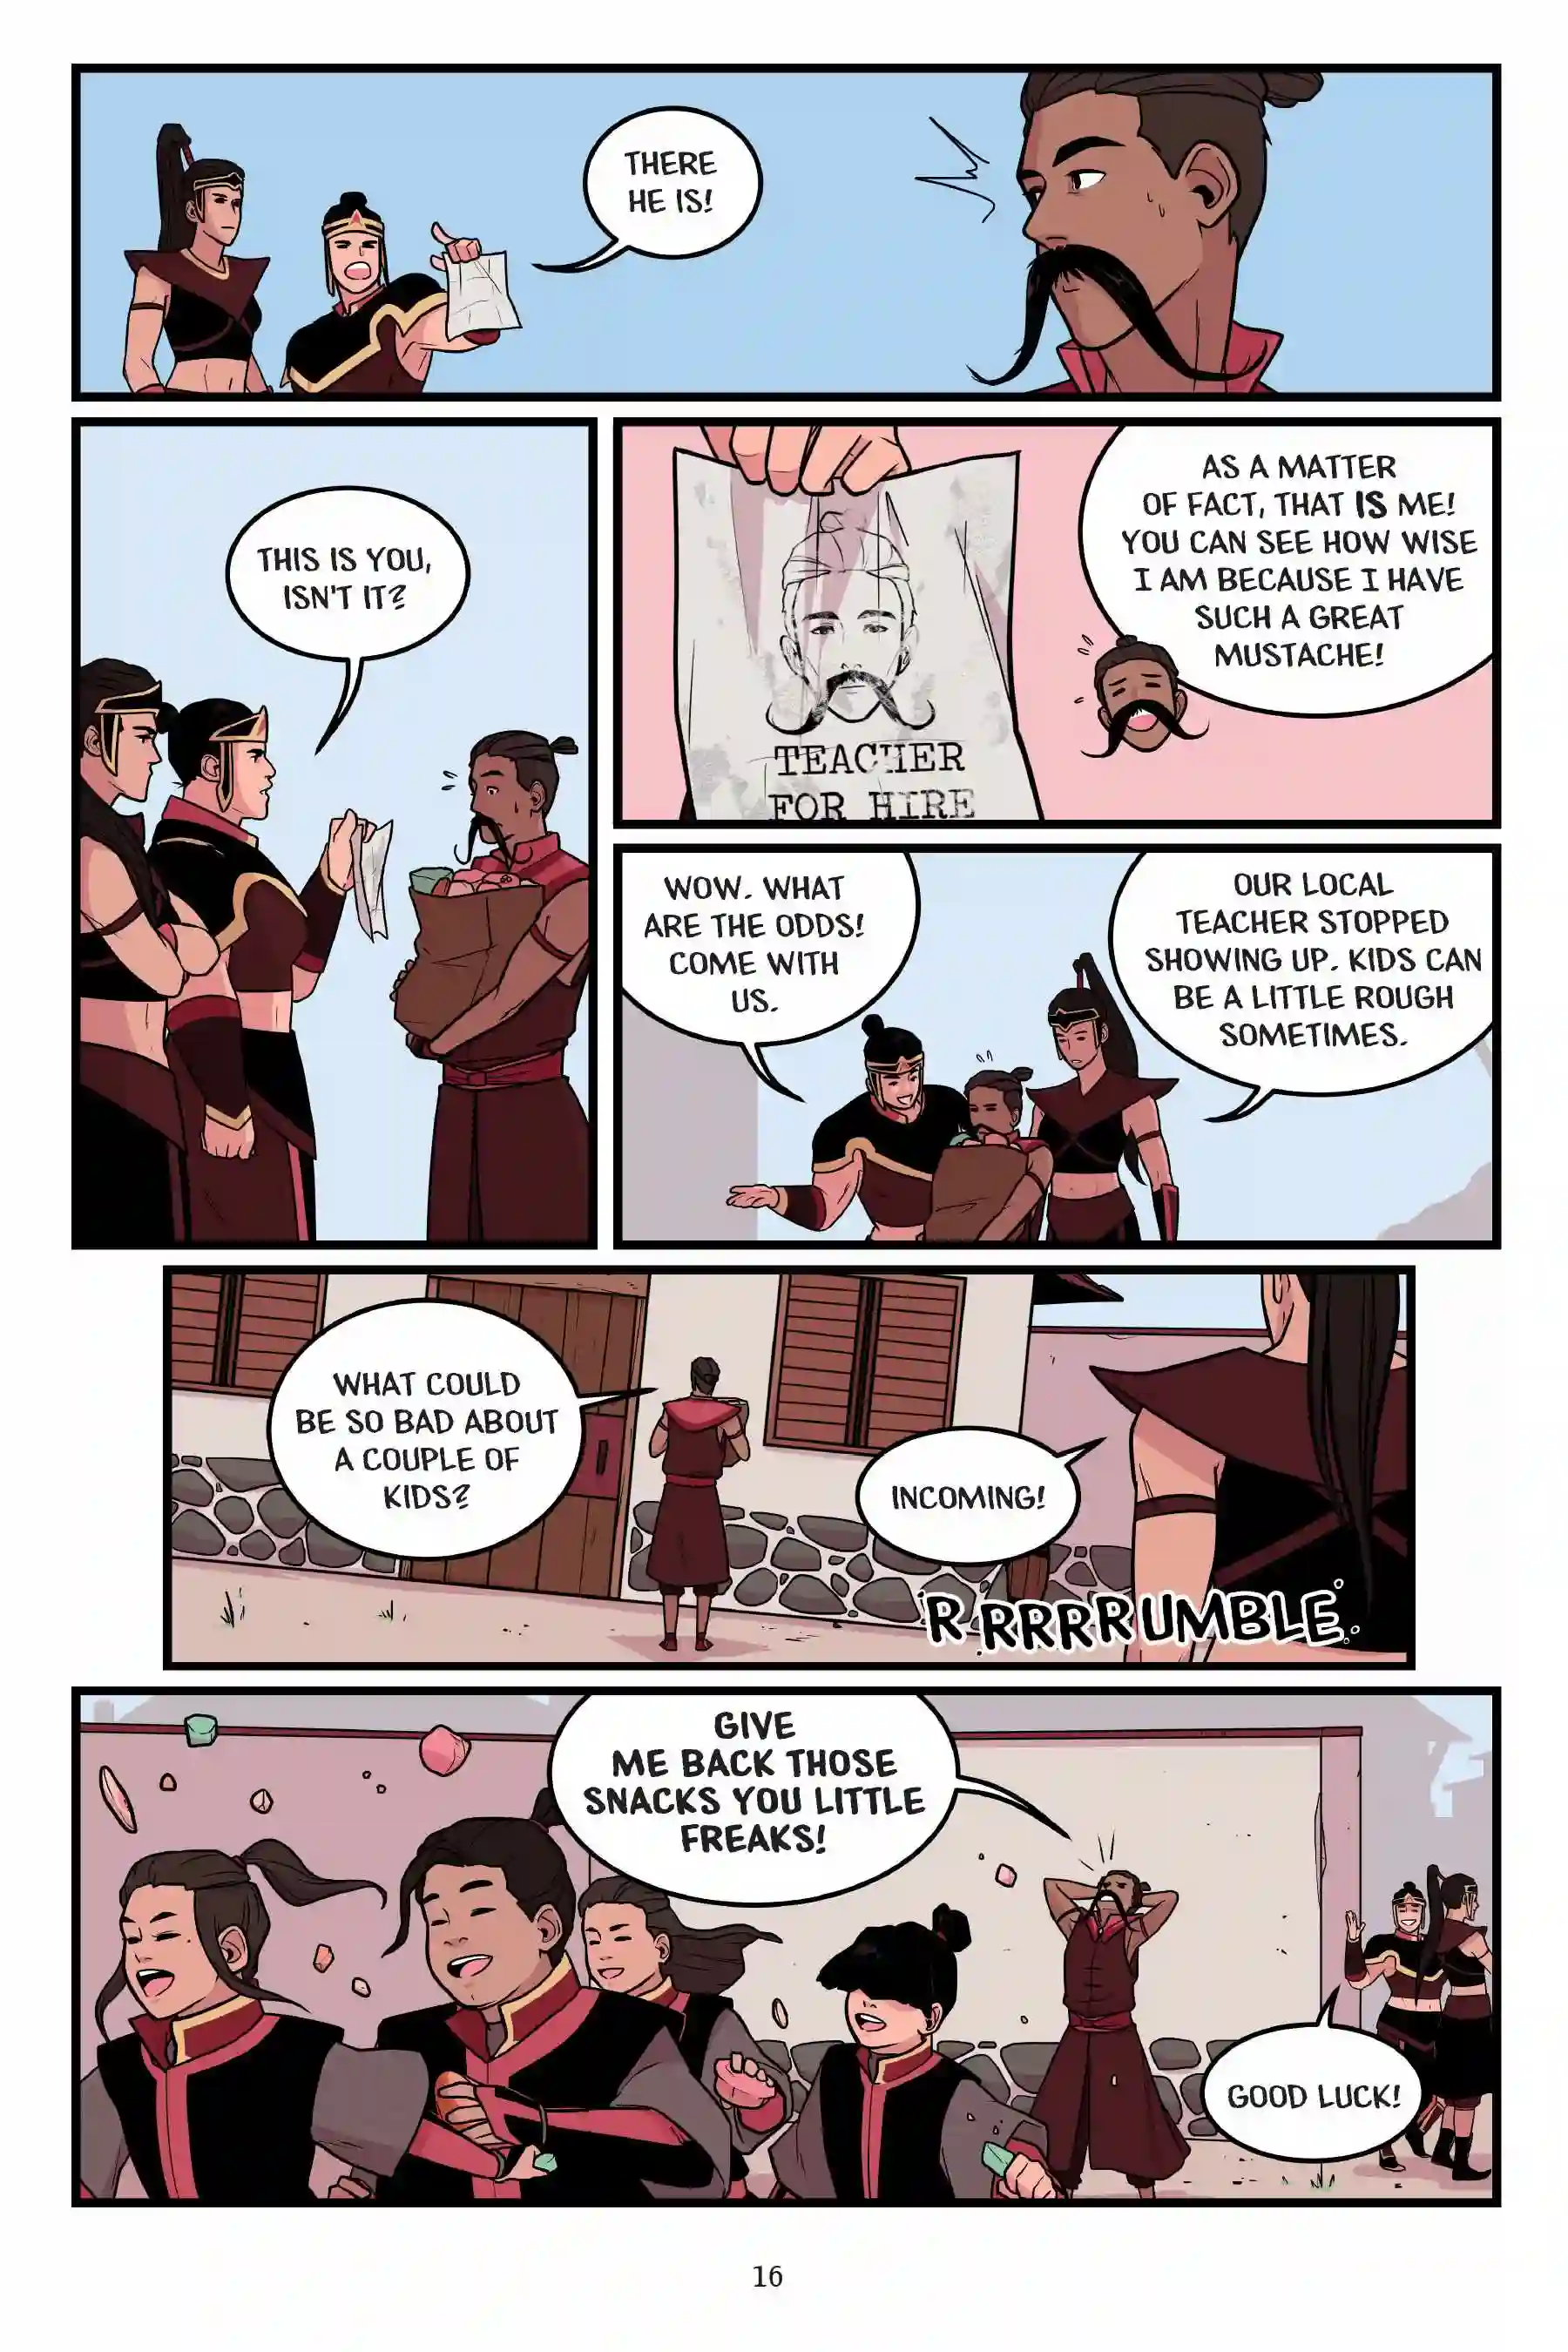 THERE
HE IS!
THIS IS YOU,
ISN'T IT?
AS A MATTER
OF FACT, THAT IS ME!
YOU CAN SEE HOW WISE
I AM BECAUSE I HAVE
SUCH A GREAT
MUSTACHE!
TEACHER
FOR HIRE
WOW. WHAT
ARE THE ODDS!
COME WITH
US.
OUR LOCAL
TEACHER STOPPED
SHOWING UP. KIDS CAN
BE A LITTLE ROUGH
SOMETIMES.
WHAT COULD
BE SO BAD ABOUT
A COUPLE OF
KIDS?
INCOMING!
RRRRRUMBLE
GIVE
ME BACK THOSE
SNACKS YOU LITTLE
FREAKS!
GOOD LUCK!
16